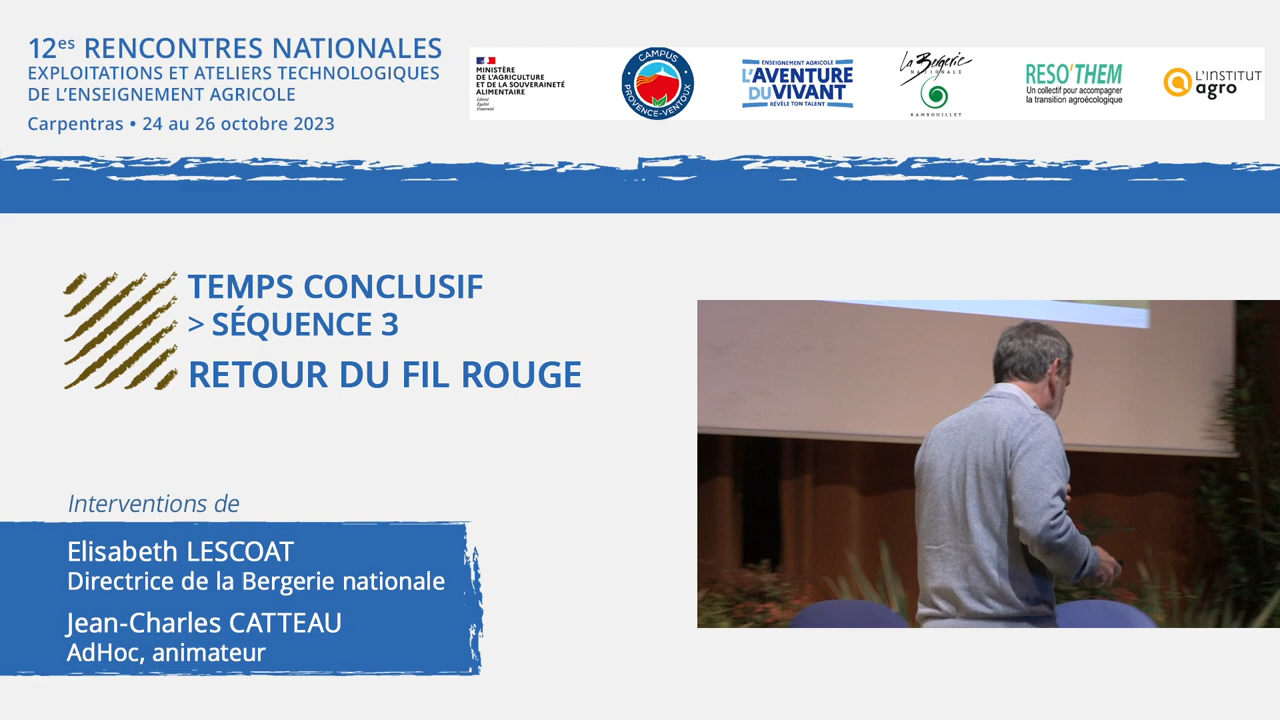 12es RENCONTRES NATIONALES
EXPLOITATIONS ET ATELIERS TECHNOLOGIQUES
DE L'ENSEIGNEMENT AGRICOLE
Carpentras • 24 au 26 octobre 2023
MINISTÈRE
DE L'AGRICULTURE
ET DE LA SOUVERAINETÉ
ALIMENTAIRE
Liberté
Égalité
Fraternité
CAMPUS
PROVENCE-VENTOUX
ENSEIGNEMENT AGRICOLE
L'AVENTURE
DU VIVANT
RÉVÈLE TON TALENT
La Bergerie
NATIONALE
RAMBOUILLET
RESO'THEM
Un collectif pour accompagner
la transition agroécologique
L'INSTITUT
agro
TEMPS CONCLUSIF
> SÉQUENCE 3
RETOUR DU FIL ROUGE
Interventions de
Elisabeth LESCOAT
Directrice de la Bergerie nationale
Jean-Charles CATTEAU
AdHoc, animateur